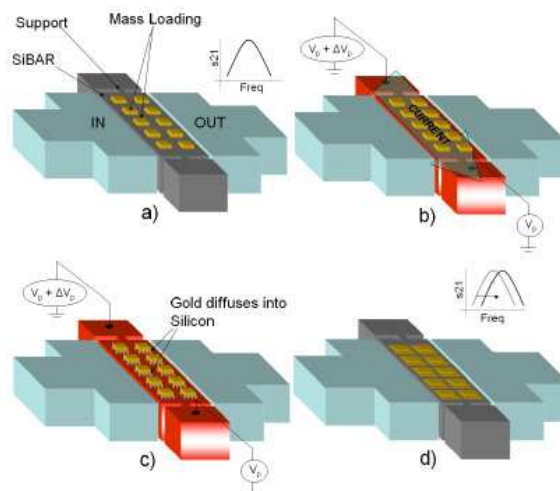 Support
Mass Loading
SiBAR
s21
Freq
IN
OUT
a)
Vp + ΔVp
CURRENT
Vp
b)
Vp + ΔVp
Gold diffuses into
Silicon
Vp
c)
s21
Freq
d)